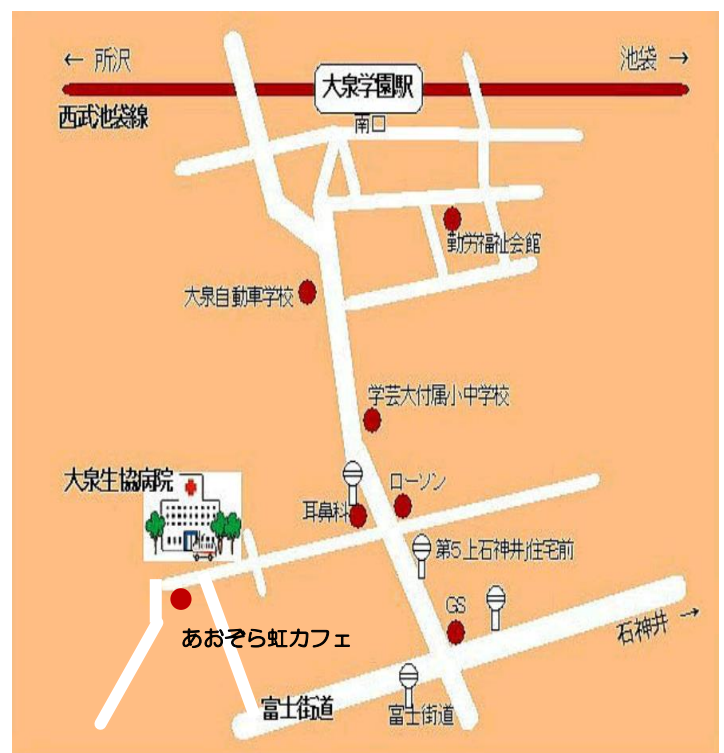 ← 所沢
池袋 →
大泉学園駅
西武池袋線
南口
勤労福祉会館
大泉自動車学校
学芸大付属小中学校
大泉生協病院
ローソン
耳鼻科
第5上石神井住宅前
GS
石神井 →
あおぞら虹カフェ
富士街道
富士街道